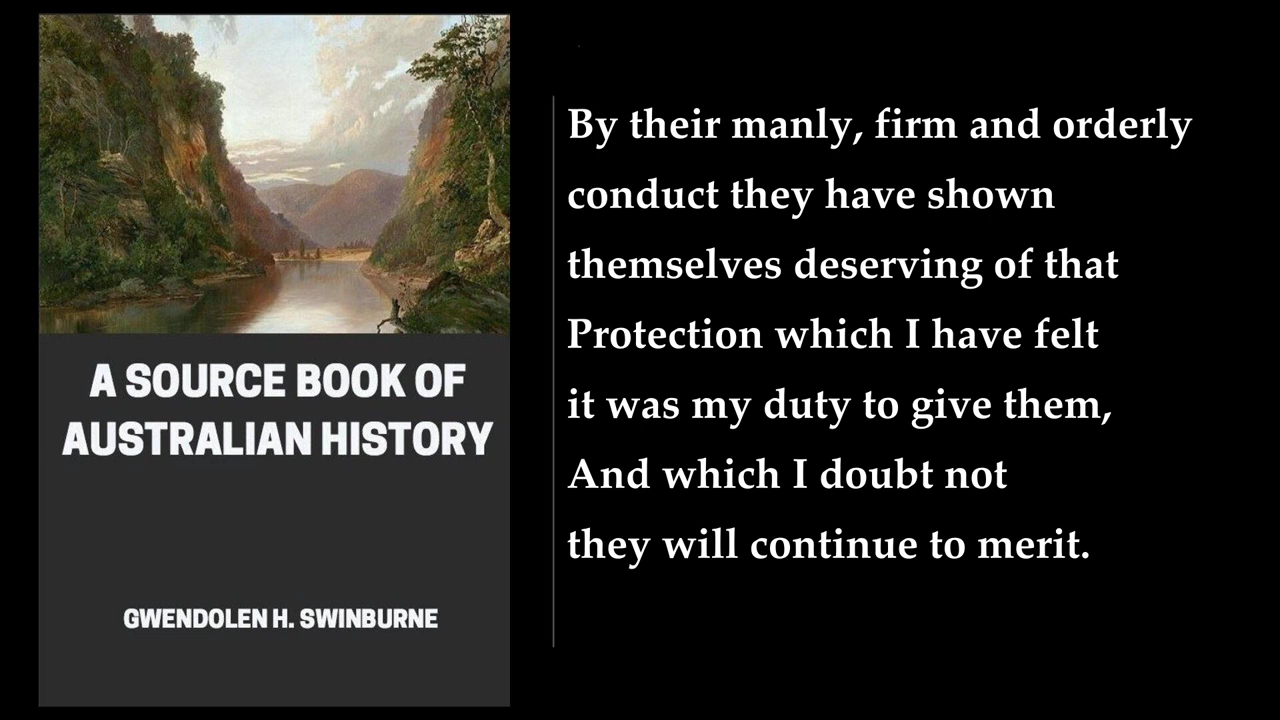 A SOURCE BOOK OF
AUSTRALIAN HISTORY
GWENDOLEN H. SWINBURNE
By their manly, firm and orderly
conduct they have shown
themselves deserving of that
Protection which I have felt
it was my duty to give them,
And which I doubt not
they will continue to merit.